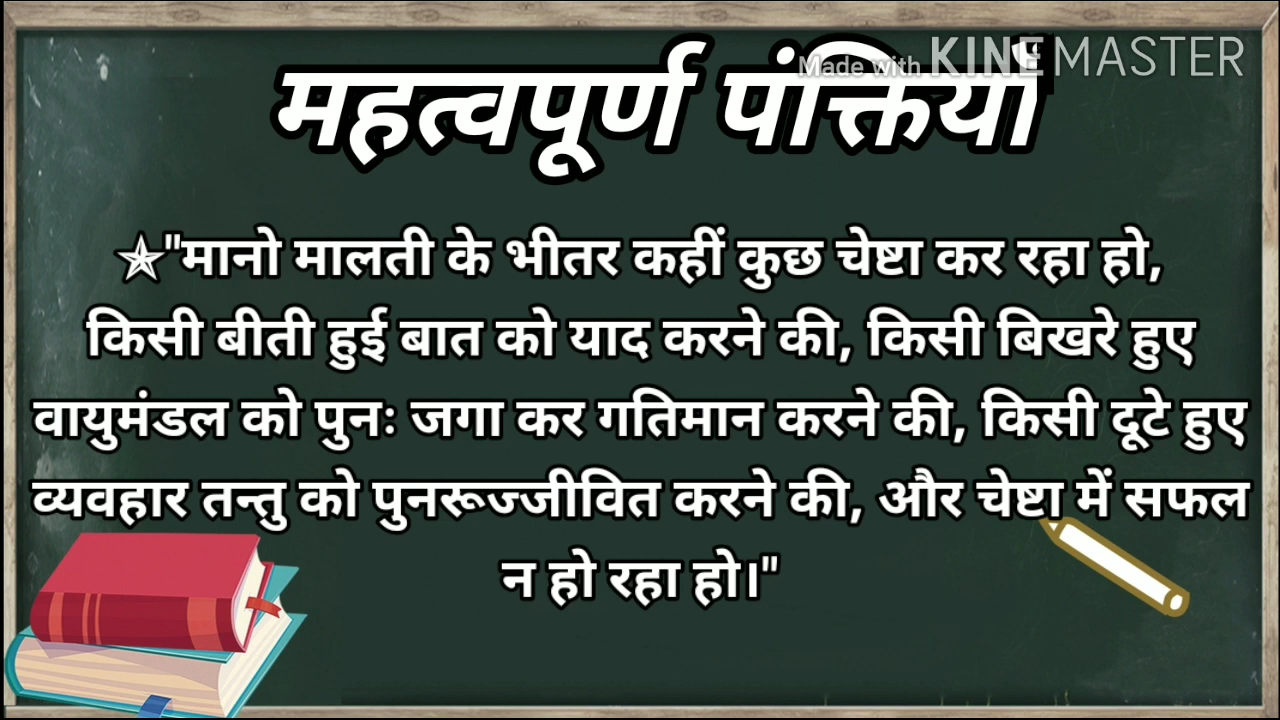 Made with KINEMASTER
महत्वपूर्ण पंक्तियाँ
✯"मानो मालती के भीतर कहीं कुछ चेष्टा कर रहा हो,
किसी बीती हुई बात को याद करने की, किसी बिखरे हुए
वायुमंडल को पुनः जगा कर गतिमान करने की, किसी दूटे हुए
व्यवहार तन्तु को पुनरूज्जीवित करने की, और चेष्टा में सफल
न हो रहा हो।"